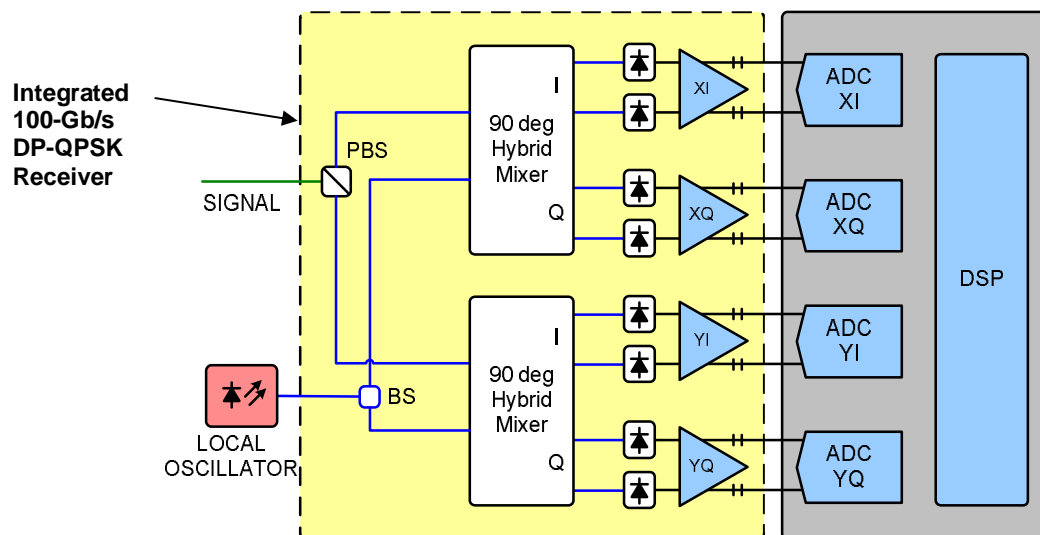 Integrated
100-Gb/s
DP-QPSK
Receiver
SIGNAL
PBS
LOCAL
OSCILLATOR
BS
I
90 deg
Hybrid
Mixer
Q
I
90 deg
Hybrid
Mixer
Q
XI
XQ
YI
YQ
ADC
XI
ADC
XQ
ADC
YI
ADC
YQ
DSP